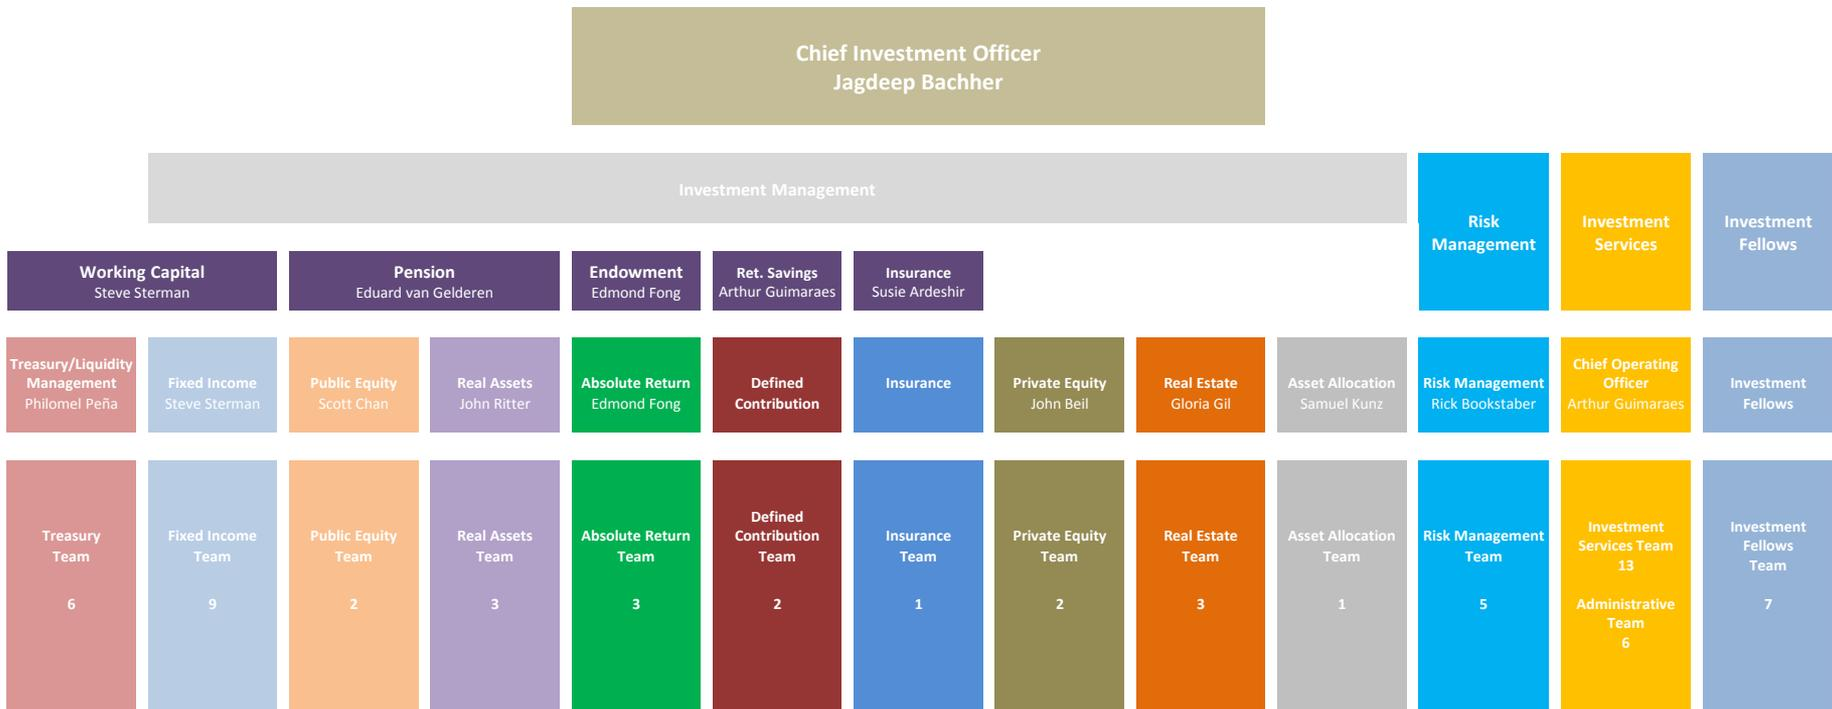 Chief Investment Officer
Jagdeep Bachher
Investment Management
Risk
Management
Investment
Services
Investment
Fellows
Working Capital
Steve Sterman
Pension
Eduard van Gelderen
Endowment
Edmond Fong
Ret. Savings
Arthur Guimaraes
Insurance
Susie Ardeshir
Treasury/Liquidity
Management
Philomel Peña
Fixed Income
Steve Sterman
Public Equity
Scott Chan
Real Assets
John Ritter
Absolute Return
Edmond Fong
Defined
Contribution
Insurance
Private Equity
John Beil
Real Estate
Gloria Gil
Asset Allocation
Samuel Kunz
Risk Management
Rick Bookstaber
Chief Operating
Officer
Arthur Guimaraes
Investment
Fellows
Treasury
Team
6
Fixed Income
Team
9
Public Equity
Team
2
Real Assets
Team
3
Absolute Return
Team
3
Defined
Contribution
Team
2
Insurance
Team
1
Private Equity
Team
2
Real Estate
Team
3
Asset Allocation
Team
1
Risk Management
Team
5
Investment
Services Team
13
Administrative
Team
6
Investment
Fellows
Team
7